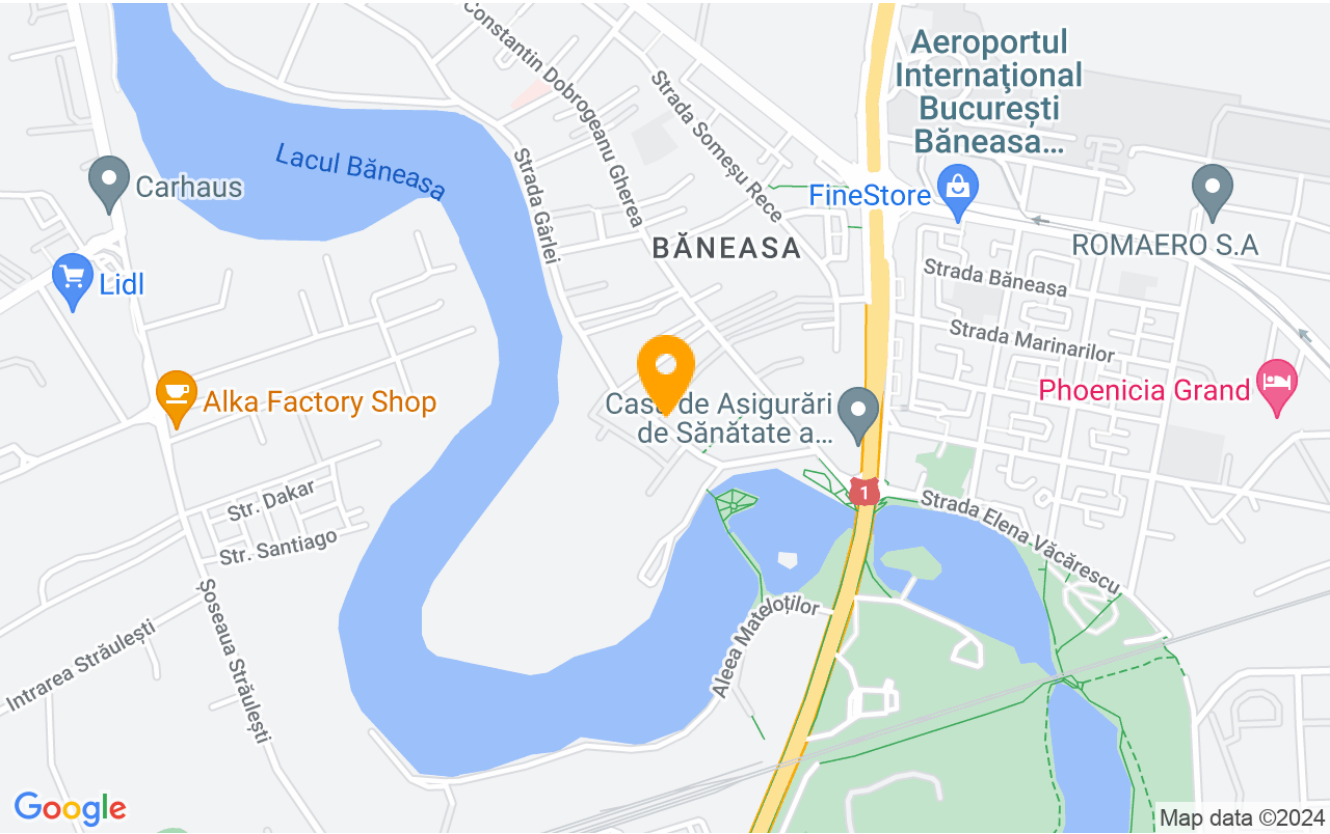 Constantin Dobrogeanu Gherea
Strada Someșu Rece
Aeroportul
Internaţional
București
Băneasa...
Lacul Băneasa
Strada Gârlei
Carhaus
FineStore
BĂNEASA
ROMAERO S.A
Lidl
Strada Băneasa
Strada Marinarilor
Phoenicia Grand
Alka Factory Shop
Cas de Asigurări
de Sănătate a...
1
Str. Dakar
Strada Elena Văcărescu
Str. Santiago
Șoseaua Străulești
Aleea Mateloților
Intrarea Străulești
Google
Map data ©2024